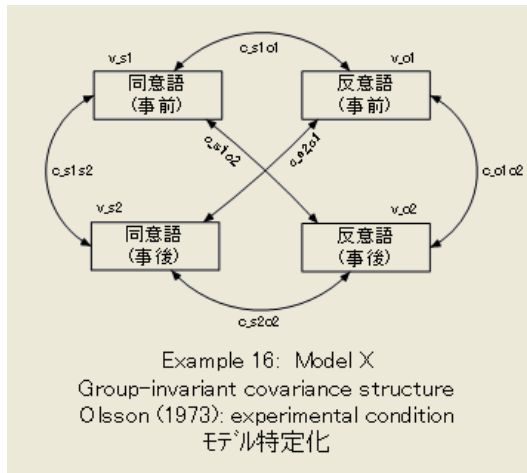 c_s1o1
v_s1
v_o1
同意語
(事前)
反意語
(事前)
c_s1o2
c_s2o1
c_s1s2
c_o1o2
v_s2
v_o2
同意語
(事後)
反意語
(事後)
c_s2o2
Example 16: Model X
Group-invariant covariance structure
Olsson (1973): experimental condition
モデル特定化